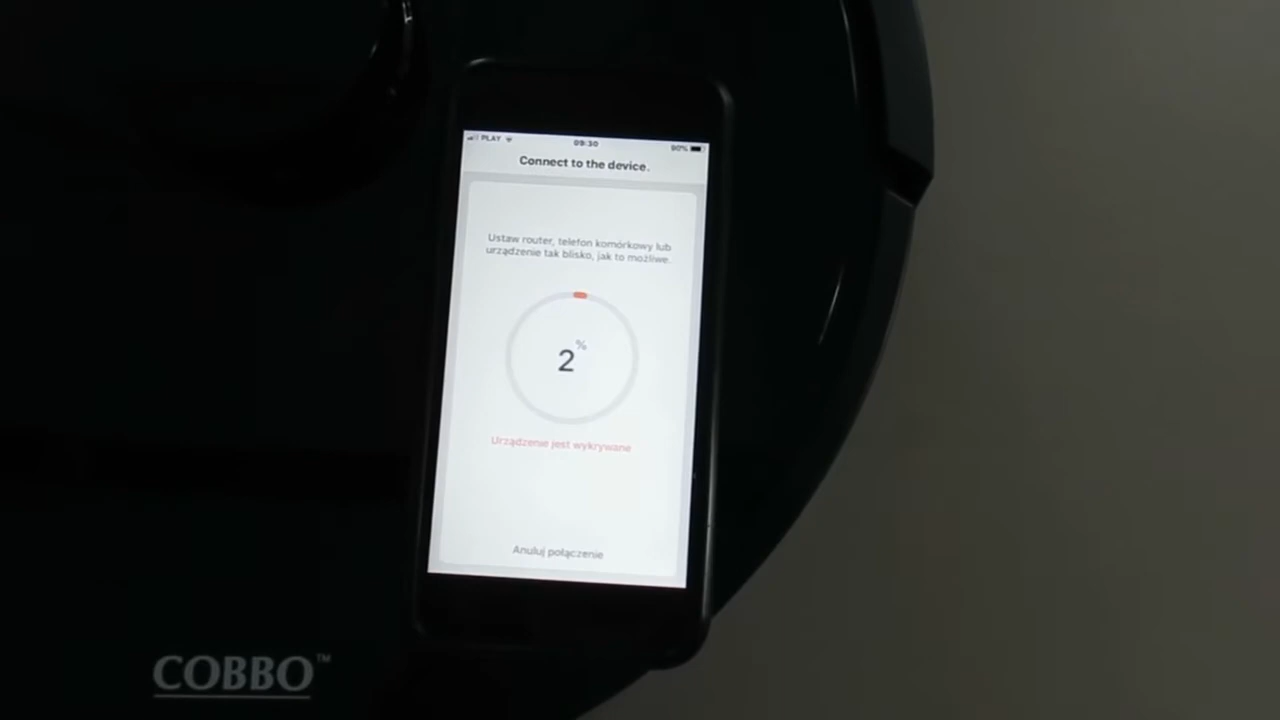 PLAY 09:30 90%
Connect to the device.
Ustaw router, telefon komórkowy lub
urządzenie tak blisko, jak to możliwe.
2%
Urządzenie jest wykrywane
Anuluj połączenie
COBBO™